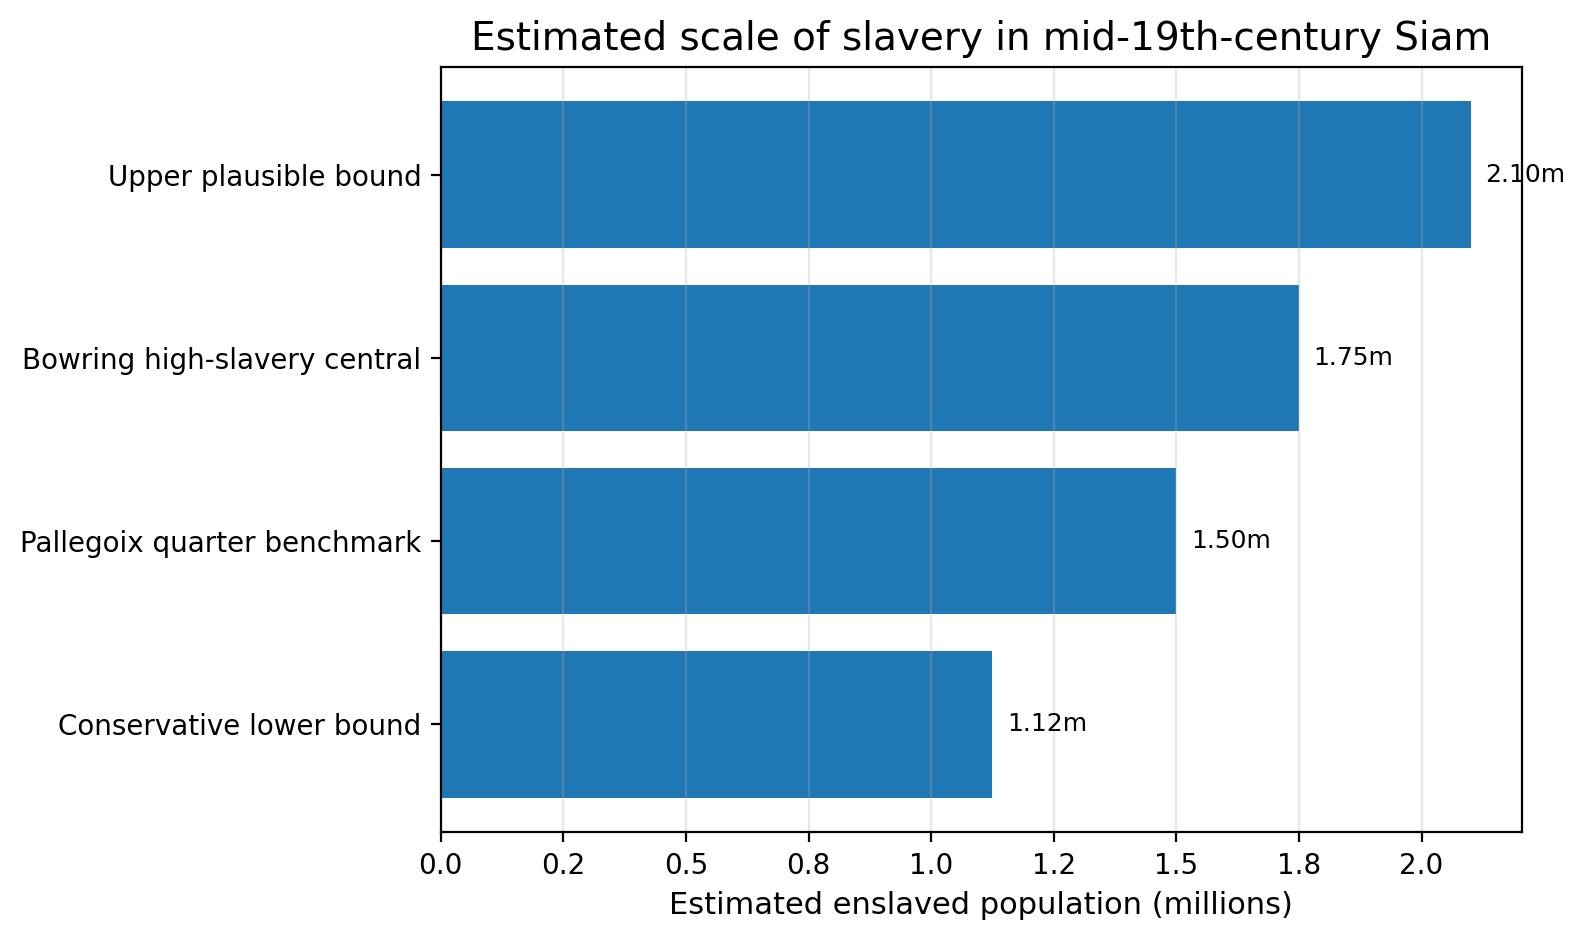 Estimated scale of slavery in mid-19th-century Siam
Upper plausible bound
2.10m
Bowring high-slavery central
1.75m
Pallegoix quarter benchmark
1.50m
Conservative lower bound
1.12m
0.0 0.2 0.5 0.8 1.0 1.2 1.5 1.8 2.0
Estimated enslaved population (millions)